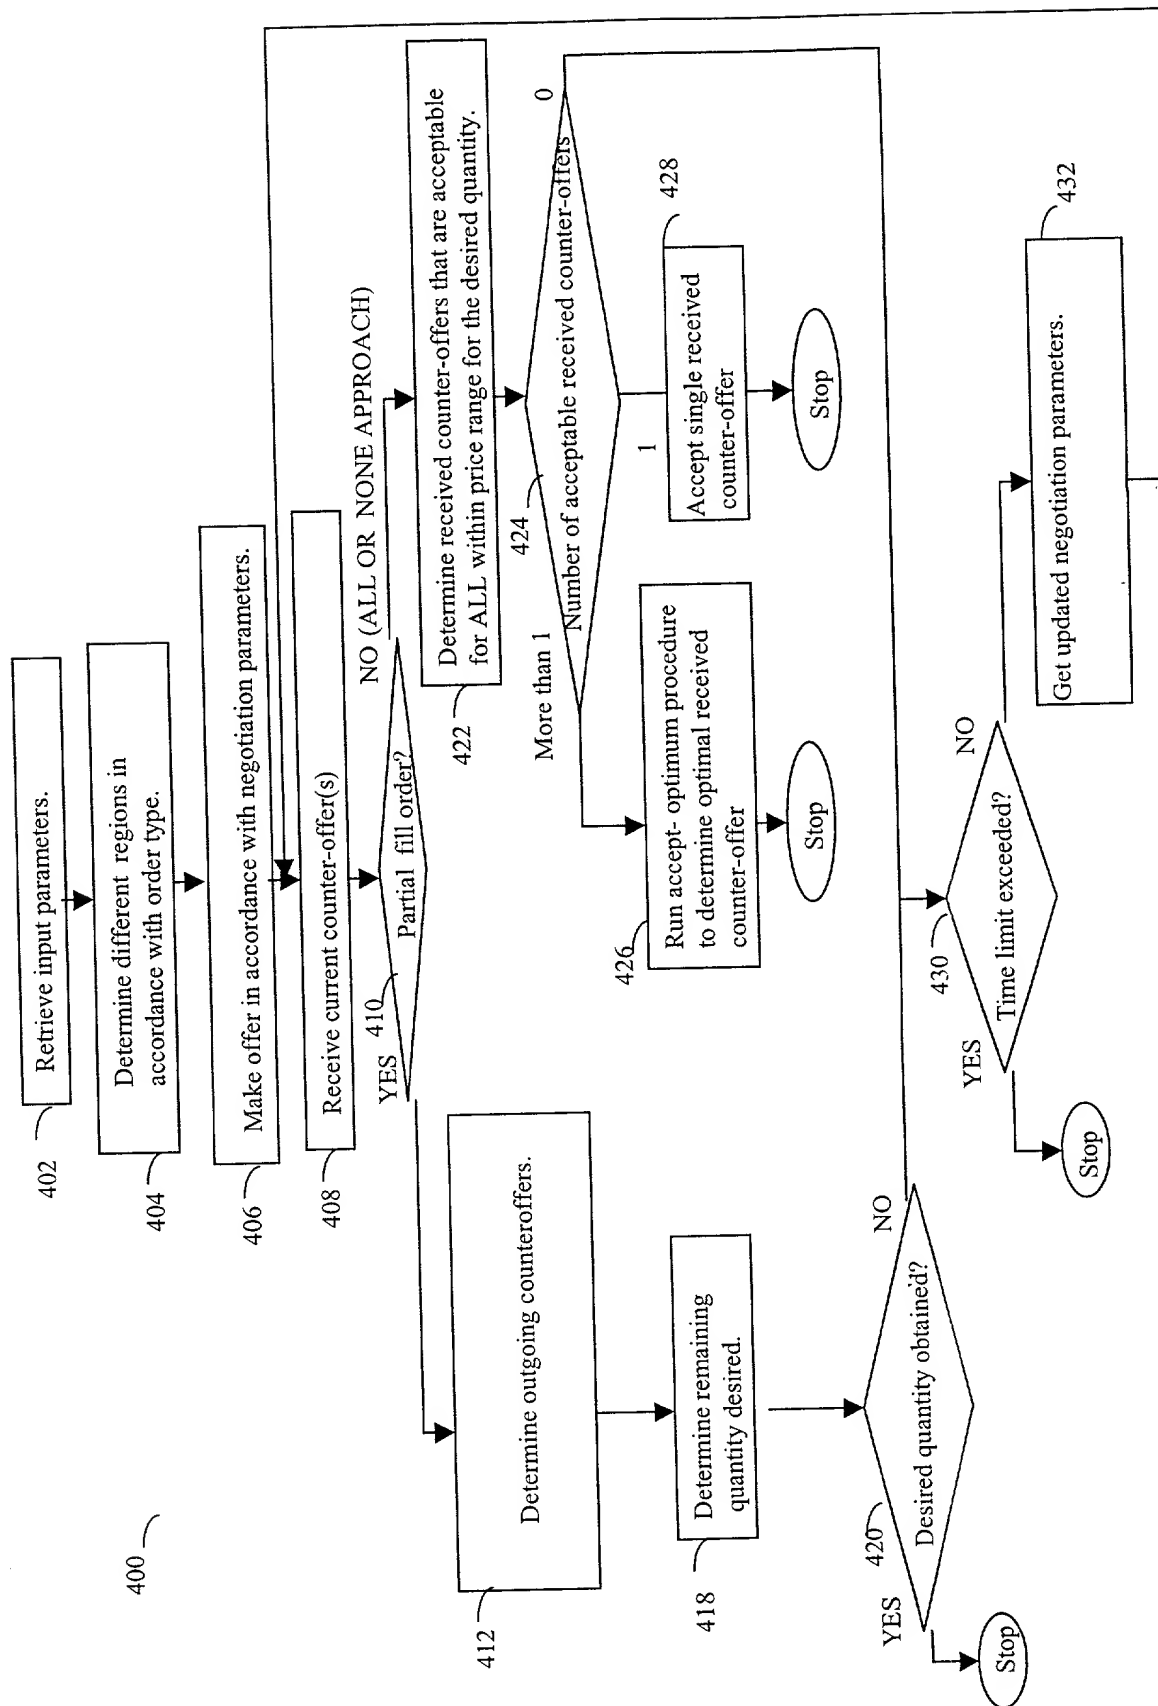 400
402
Retrieve input parameters.
404
Determine different regions in
accordance with order type.
406
Make offer in accordance with negotiation parameters.
408
Receive current counter-offer(s)
410
Partial fill order?
YES
NO (ALL OR NONE APPROACH)
412
Determine outgoing counteroffers.
418
Determine remaining
quantity desired.
420
Desired quantity obtained?
YES
NO
Stop
422
Determine received counter-offers that are acceptable
for ALL within price range for the desired quantity.
424
Number of acceptable received counter-offers
More than 1
1
0
426
Run accept- optimum procedure
to determine optimal received
counter-offer
Stop
428
Accept single received
counter-offer
Stop
430
Time limit exceeded?
YES
NO
Stop
432
Get updated negotiation parameters.